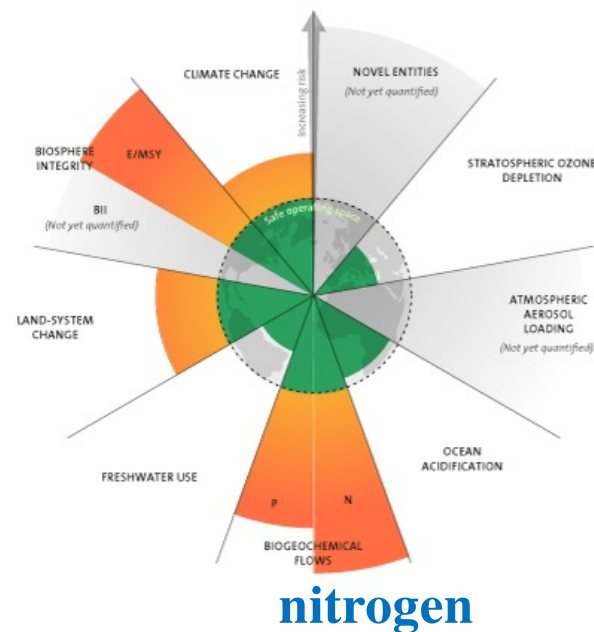 CLIMATE CHANGE
Increasing risk
NOVEL ENTITIES
(Not yet quantified)
STRATOSPHERIC OZONE
DEPLETION
ATMOSPHERIC
AEROSOL
LOADING
(Not yet quantified)
OCEAN
ACIDIFICATION
N
P
BIOGEOCHEMICAL
FLOWS
FRESHWATER USE
LAND-SYSTEM
CHANGE
BII
(Not yet quantified)
BIOSPHERE
INTEGRITY
E/MSY
Safe operating space
nitrogen